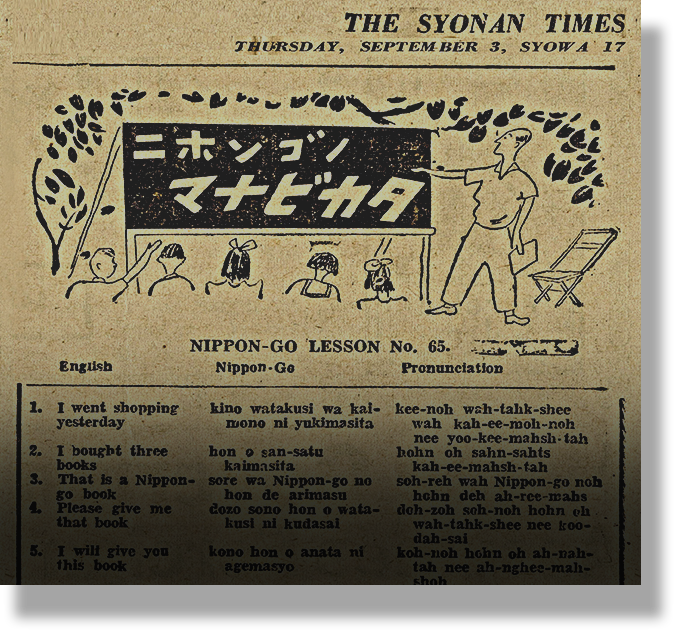 THE SYONAN TIMES
THURSDAY, SEPTEMBER 3, SYOWA 17
ニホンゴノ
マナビカタ
NIPPON-GO LESSON No. 65.
English Nippon-Go Pronunciation
1. I went shopping kino watakusi wa kai- kee-noh wah-tahk-shee
yesterday mono ni yukimasita wah kah-ee-moh-noh
nee yoo-kee-mahsh-tah
2. I bought three hon o san-satu hohn oh sahn-sahts
books kaimasita kah-ee-mahsh-tah
3. That is a Nippon- sore wa Nippon-go no soh-reh wah Nippon-go noh
go book hon de arimasu hohn deh ah-ree-mahs
4. Please give me dozo sono hon o wata- doh-zoh soh-noh hohn oh
that book kusi ni kudasai wah-tahk-shee nee koo-
dah-sai
5. I will give you kono hon o anata ni koh-noh hohn oh ah-nah-
this book agemasyo tah nee ah-nghee-mah-
shoh